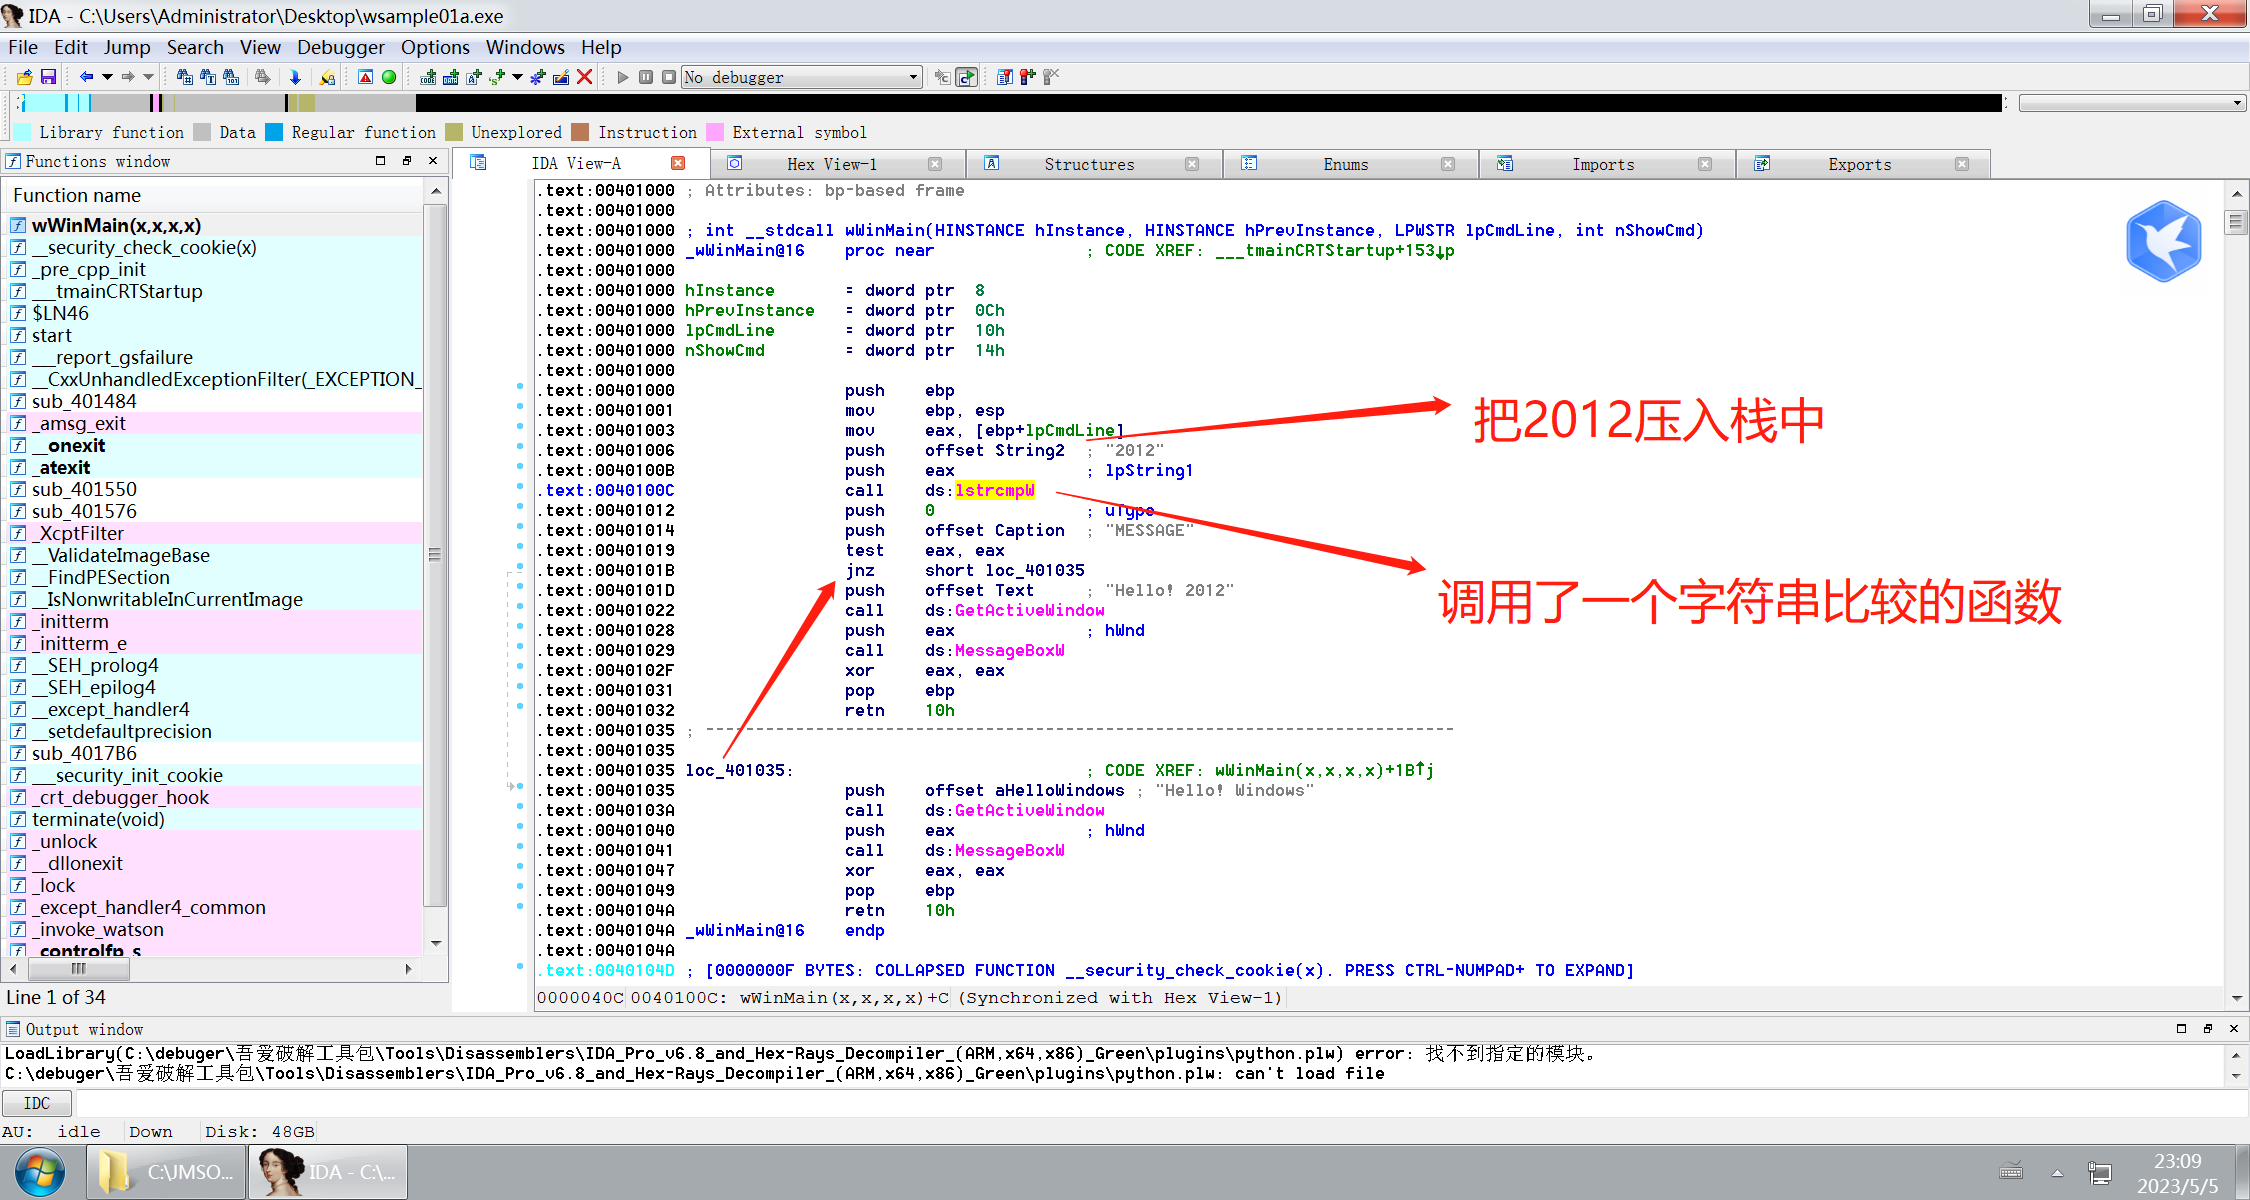 IDA - C:\Users\Administrator\Desktop\wsample01a.exe
File Edit Jump Search View Debugger Options Windows Help
No debugger
Library function Data Regular function Unexplored Instruction External symbol
Functions window
Function name
wWinMain(x,x,x,x)
__security_check_cookie(x)
_pre_cpp_init
___tmainCRTStartup
$LN46
start
___report_gsfailure
__CxxUnhandledExceptionFilter(_EXCEPTION_
sub_401484
_amsg_exit
__onexit
_atexit
sub_401550
sub_401576
_XcptFilter
__ValidateImageBase
__FindPESection
__IsNonwritableInCurrentImage
_initterm
_initterm_e
__SEH_prolog4
__SEH_epilog4
__except_handler4
__setdefaultprecision
sub_4017B6
___security_init_cookie
_crt_debugger_hook
terminate(void)
_unlock
__dllonexit
_lock
_except_handler4_common
_invoke_watson
_controlfp_s
Line 1 of 34
IDA View-A Hex View-1 Structures Enums Imports Exports
.text:00401000 ; Attributes: bp-based frame
.text:00401000
.text:00401000 ; int __stdcall wWinMain(HINSTANCE hInstance, HINSTANCE hPrevInstance, LPWSTR lpCmdLine, int nShowCmd)
.text:00401000 _wWinMain@16 proc near ; CODE XREF: ___tmainCRTStartup+153↓p
.text:00401000
.text:00401000 hInstance = dword ptr 8
.text:00401000 hPrevInstance = dword ptr 0Ch
.text:00401000 lpCmdLine = dword ptr 10h
.text:00401000 nShowCmd = dword ptr 14h
.text:00401000
.text:00401000 push ebp
.text:00401001 mov ebp, esp
.text:00401003 mov eax, [ebp+lpCmdLine]
.text:00401006 push offset String2 ; "2012"
.text:0040100B push eax ; lpString1
.text:0040100C call ds:lstrcmpW
.text:00401012 push 0 ; uType
.text:00401014 push offset Caption ; "MESSAGE"
.text:00401019 test eax, eax
.text:0040101B jnz short loc_401035
.text:0040101D push offset Text ; "Hello! 2012"
.text:00401022 call ds:GetActiveWindow
.text:00401028 push eax ; hWnd
.text:00401029 call ds:MessageBoxW
.text:0040102F xor eax, eax
.text:00401031 pop ebp
.text:00401032 retn 10h
.text:00401035 ; ---------------------------------------------------------------------------
.text:00401035
.text:00401035 loc_401035: ; CODE XREF: wWinMain(x,x,x,x)+1B↑j
.text:00401035 push offset aHelloWindows ; "Hello! Windows"
.text:0040103A call ds:GetActiveWindow
.text:00401040 push eax ; hWnd
.text:00401041 call ds:MessageBoxW
.text:00401047 xor eax, eax
.text:00401049 pop ebp
.text:0040104A retn 10h
.text:0040104A _wWinMain@16 endp
.text:0040104A
.text:0040104D ; [0000000F BYTES: COLLAPSED FUNCTION __security_check_cookie(x). PRESS CTRL-NUMPAD+ TO EXPAND]
0000040C 0040100C: wWinMain(x,x,x,x)+C (Synchronized with Hex View-1)
把2012压入栈中
调用了一个字符串比较的函数
Output window
LoadLibrary(C:\debuger\吾爱破解工具包\Tools\Disassemblers\IDA_Pro_v6.8_and_Hex-Rays_Decompiler_(ARM,x64,x86)_Green\plugins\python.plw) error: 找不到指定的模块。
C:\debuger\吾爱破解工具包\Tools\Disassemblers\IDA_Pro_v6.8_and_Hex-Rays_Decompiler_(ARM,x64,x86)_Green\plugins\python.plw: can't load file
IDC
AU: idle Down Disk: 48GB
C:\JMSO... IDA - C:\...
23:09
2023/5/5